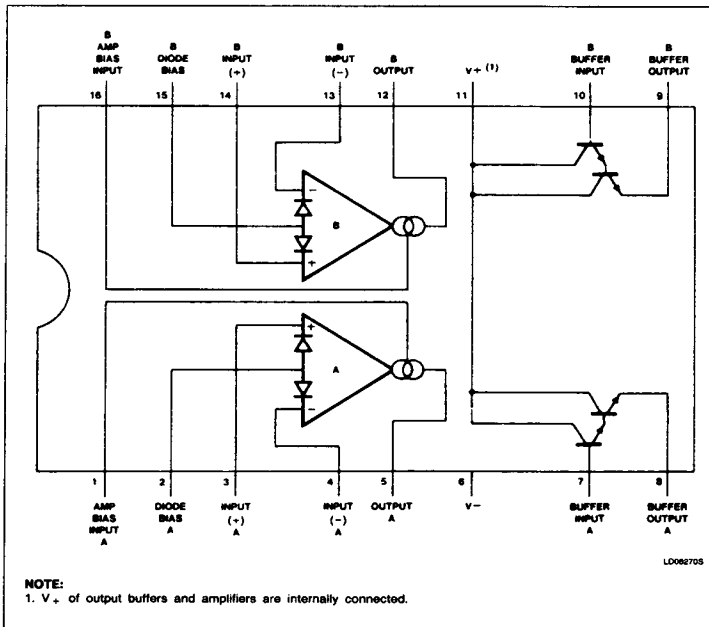 B
AMP
BIAS
INPUT
B
DIODE
BIAS
B
INPUT
(+)
B
INPUT
(−)
B
OUTPUT
V+ (1)
B
BUFFER
INPUT
B
BUFFER
OUTPUT
16 15 14 13 12 11 10 9
−
B
+
+
A
−
1 2 3 4 5 6 7 8
AMP
BIAS
INPUT
A
DIODE
BIAS
A
INPUT
(+)
A
INPUT
(−)
A
OUTPUT
A
V−
BUFFER
INPUT
A
BUFFER
OUTPUT
A
LD08270S
NOTE:
1. V+ of output buffers and amplifiers are internally connected.